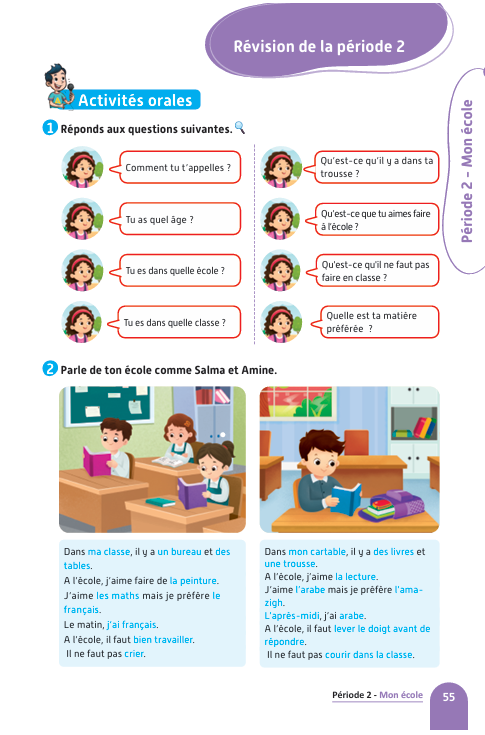 Révision de la période 2
Période 2 – Mon école
Activités orales
1 Réponds aux questions suivantes.
Comment tu t'appelles ?
Tu as quel âge ?
Tu es dans quelle école ?
Tu es dans quelle classe ?
Qu'est-ce qu'il y a dans ta
trousse ?
Qu'est-ce que tu aimes faire
à l'école ?
Qu'est-ce qu'il ne faut pas
faire en classe ?
Quelle est ta matière
préférée ?
2 Parle de ton école comme Salma et Amine.
Dans ma classe, il y a un bureau et des
tables.
A l'école, j'aime faire de la peinture.
J'aime les maths mais je préfère le
français.
Le matin, j'ai français.
A l'école, il faut bien travailler.
Il ne faut pas crier.
Dans mon cartable, il y a des livres et
une trousse.
A l'école, j'aime la lecture.
J'aime l'arabe mais je préfère l'ama-
zigh.
L'après-midi, j'ai arabe.
A l'école, il faut lever le doigt avant de
répondre.
Il ne faut pas courir dans la classe.
Période 2 - Mon école
55